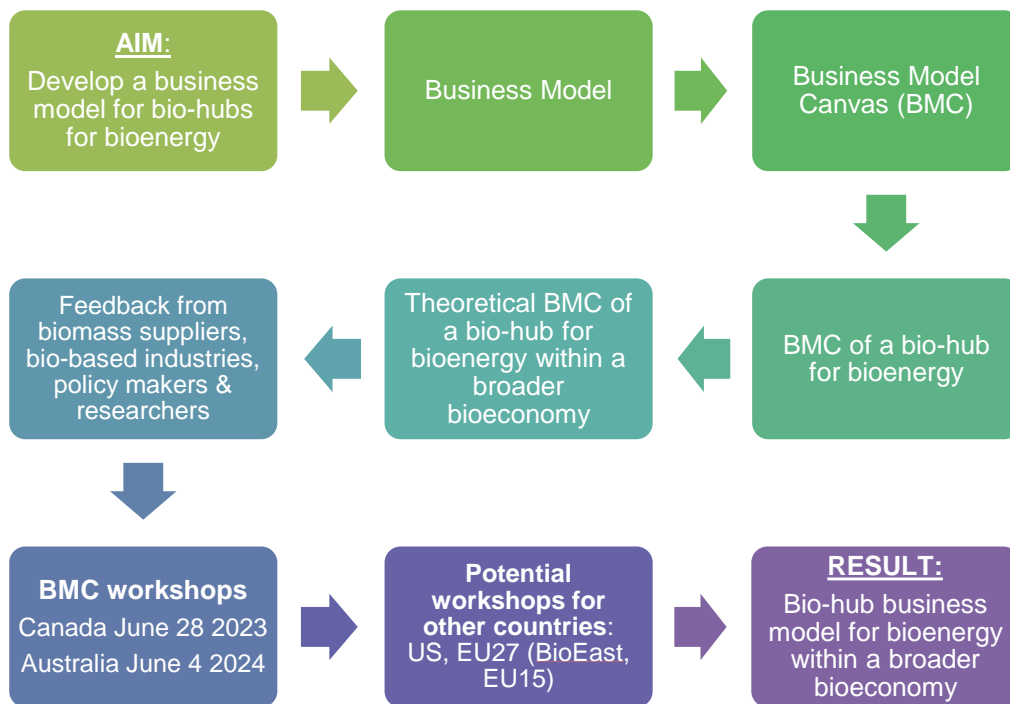 AIM:
Develop a business
model for bio-hubs
for bioenergy
Business Model
Business Model
Canvas (BMC)
BMC of a bio-hub
for bioenergy
Theoretical BMC of
a bio-hub for
bioenergy within a
broader
bioeconomy
Feedback from
biomass suppliers,
bio-based industries,
policy makers &
researchers
BMC workshops
Canada June 28 2023
Australia June 4 2024
Potential
workshops for
other countries:
US, EU27 (BioEast,
EU15)
RESULT:
Bio-hub business
model for bioenergy
within a broader
bioeconomy